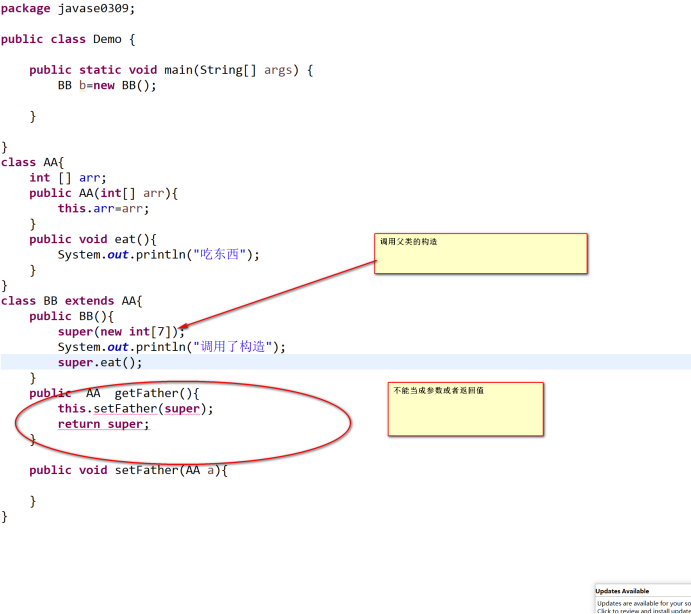 package javase0309;
public class Demo {
public static void main(String[] args) {
BB b=new BB();
}
}
class AA{
int [] arr;
public AA(int[] arr){
this.arr=arr;
}
public void eat(){
System.out.println("吃东西");
}
}
调用父类的构造
class BB extends AA{
public BB(){
super(new int[7]);
System.out.println("调用了构造");
super.eat();
}
public AA getFather(){
不能当成参数或者返回值
this.setFather(super);
return super;
}
public void setFather(AA a){
}
}
Updates Available
Updates are available for your so
Click to review and install update